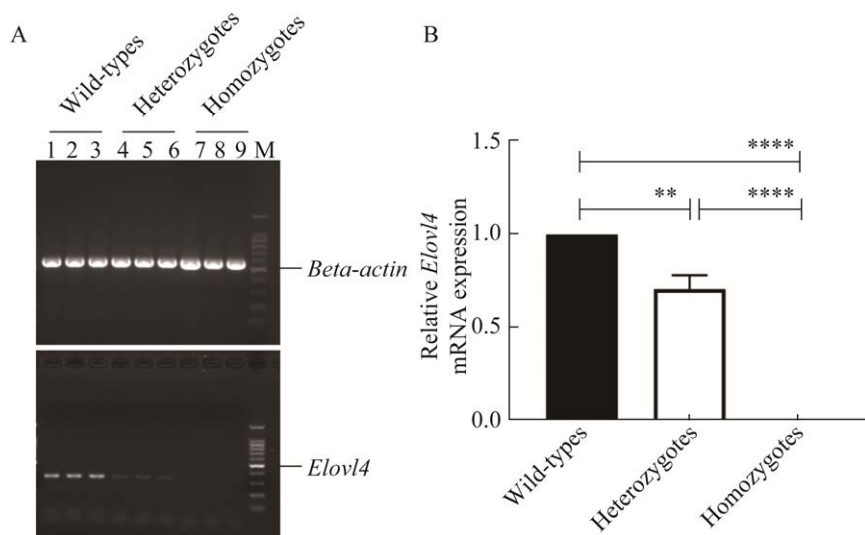 A
Wild-types
Heterozygotes
Homozygotes
1 2 3 4 5 6 7 8 9 M
Beta-actin
Elovl4
B
Relative Elovl4
mRNA expression
1.5
1.0
0.5
0.0
****
** ****
Wild-types
Heterozygotes
Homozygotes